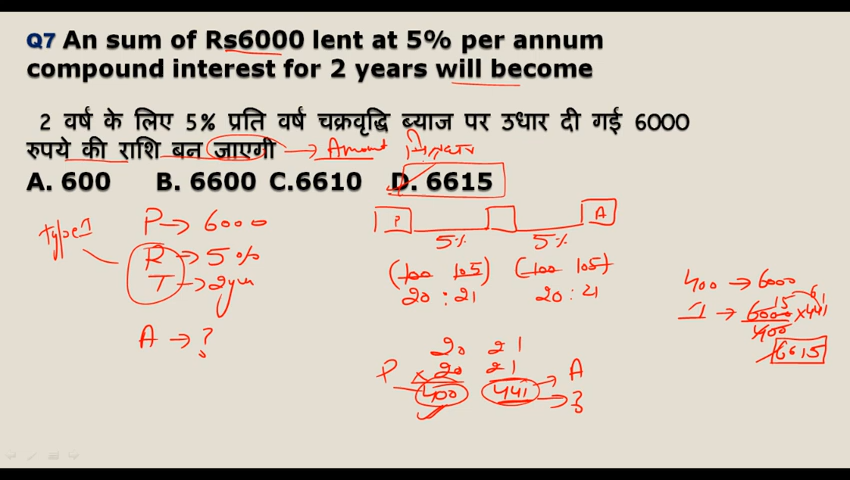 Q7 An sum of Rs6000 lent at 5% per annum
compound interest for 2 years will become
2 वर्ष के लिए 5% प्रति वर्ष चक्रवृद्धि ब्याज पर उधार दी गई 6000
रुपये की राशि बन जाएगी → Amount
A. 600 B. 6600 C.6610 D. 6615
type 1
P → 6000
R → 5%
T → 2yr
A → ?
P A
5% 5%
(100 105) (100 105)
20 : 21 20 : 21
20 21
P × 20 21 → A
400 441 → ?
400 → 6000
1 → 6000 15 × 441
400
6615